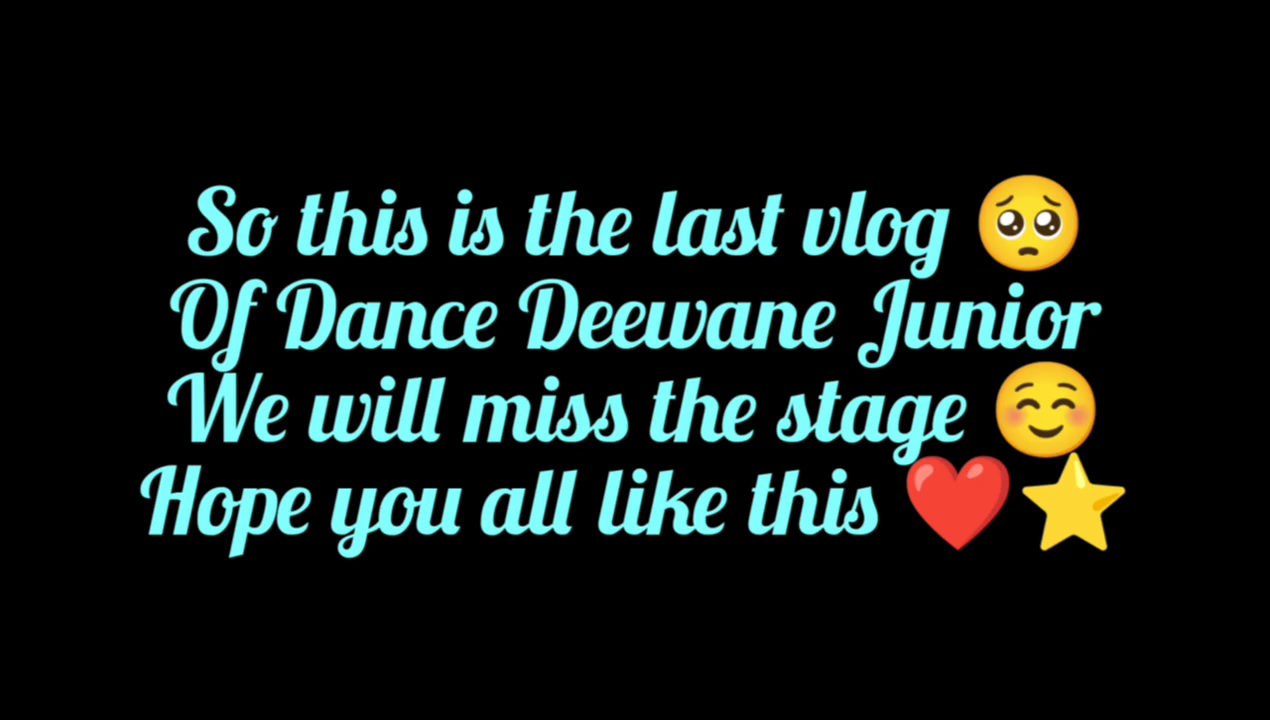 So this is the last vlog 🥺
Of Dance Deewane Junior
We will miss the stage ☺️
Hope you all like this ❤️⭐